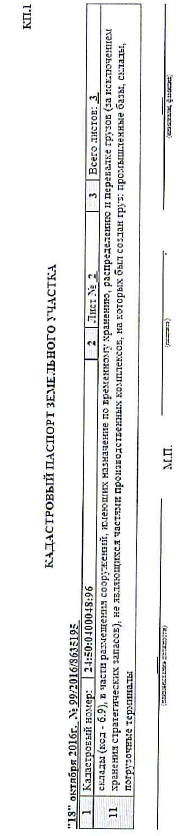 КП.1
КАДАСТРОВЫЙ ПАСПОРТ ЗЕМЕЛЬНОГО УЧАСТКА
"18" октября 2016г. № 99/2016/8635195
1 Кадастровый номер: 24:50:0400048:96 2 Лист № 2 3 Всего листов: 3
11 склады (код - 6.9), в части размещения сооружений, имеющих назначение по временному хранению, распределению и перевалке грузов (за исключением
хранения стратегических запасов), не являющихся частями производственных комплексов, на которых был создан груз: промышленные базы, склады,
погрузочные терминалы
М.П.